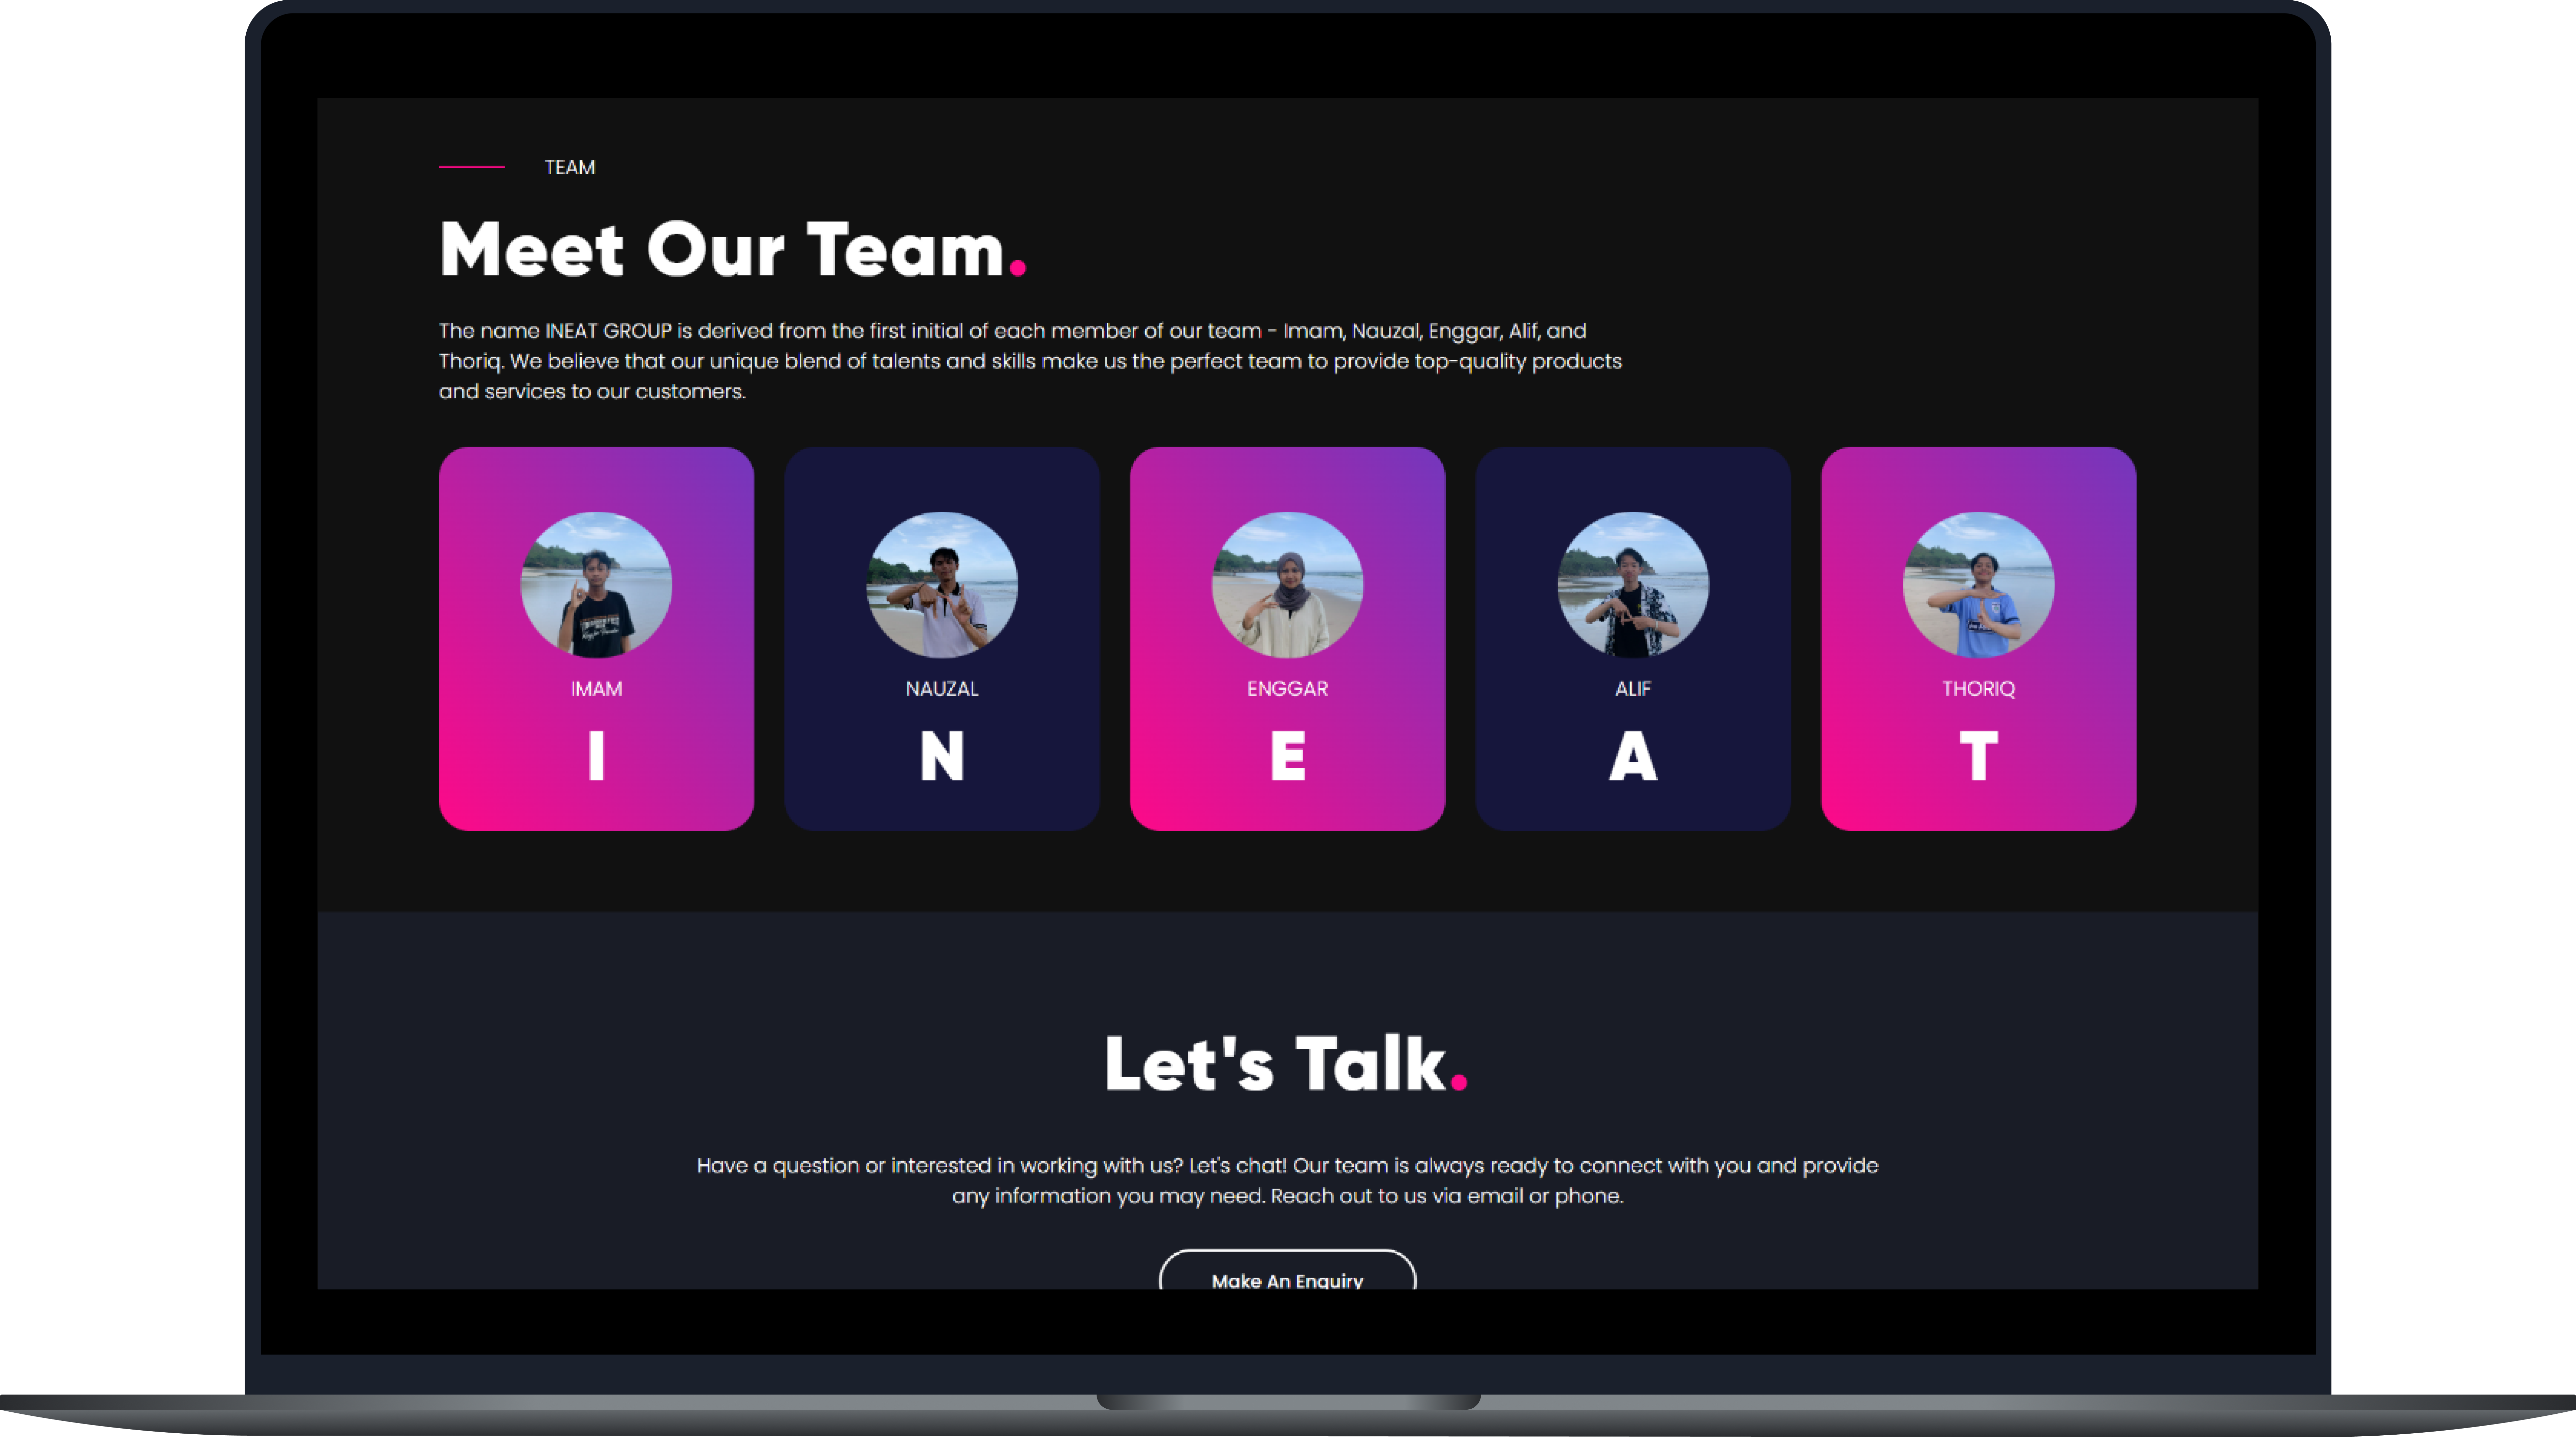 TEAM
Meet Our Team.
The name INEAT GROUP is derived from the first initial of each member of our team - Imam, Nauzal, Enggar, Alif, and
Thoriq. We believe that our unique blend of talents and skills make us the perfect team to provide top-quality products
and services to our customers.
IMAM
I
NAUZAL
N
ENGGAR
E
ALIF
A
THORIQ
T
Let's Talk.
Have a question or interested in working with us? Let's chat! Our team is always ready to connect with you and provide
any information you may need. Reach out to us via email or phone.
Make An Enquiry